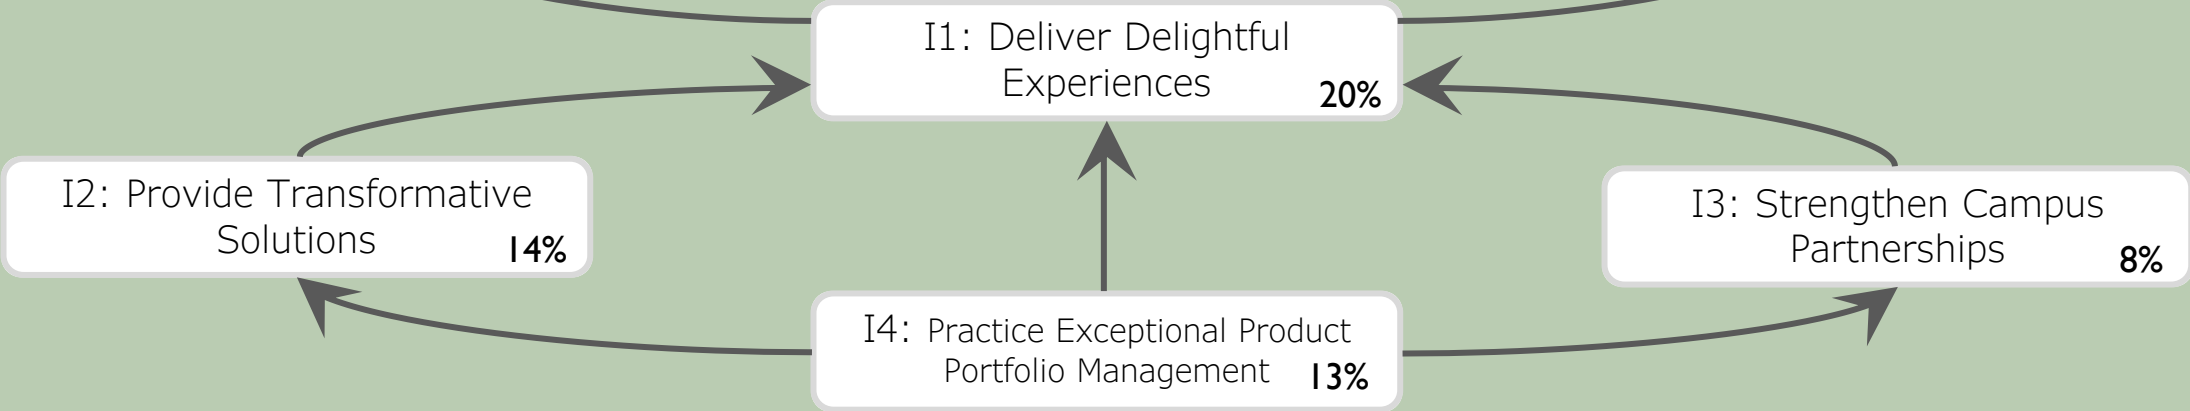 I1: Deliver Delightful
Experiences
20%
I2: Provide Transformative
Solutions
14%
I3: Strengthen Campus
Partnerships
8%
I4: Practice Exceptional Product
Portfolio Management
13%